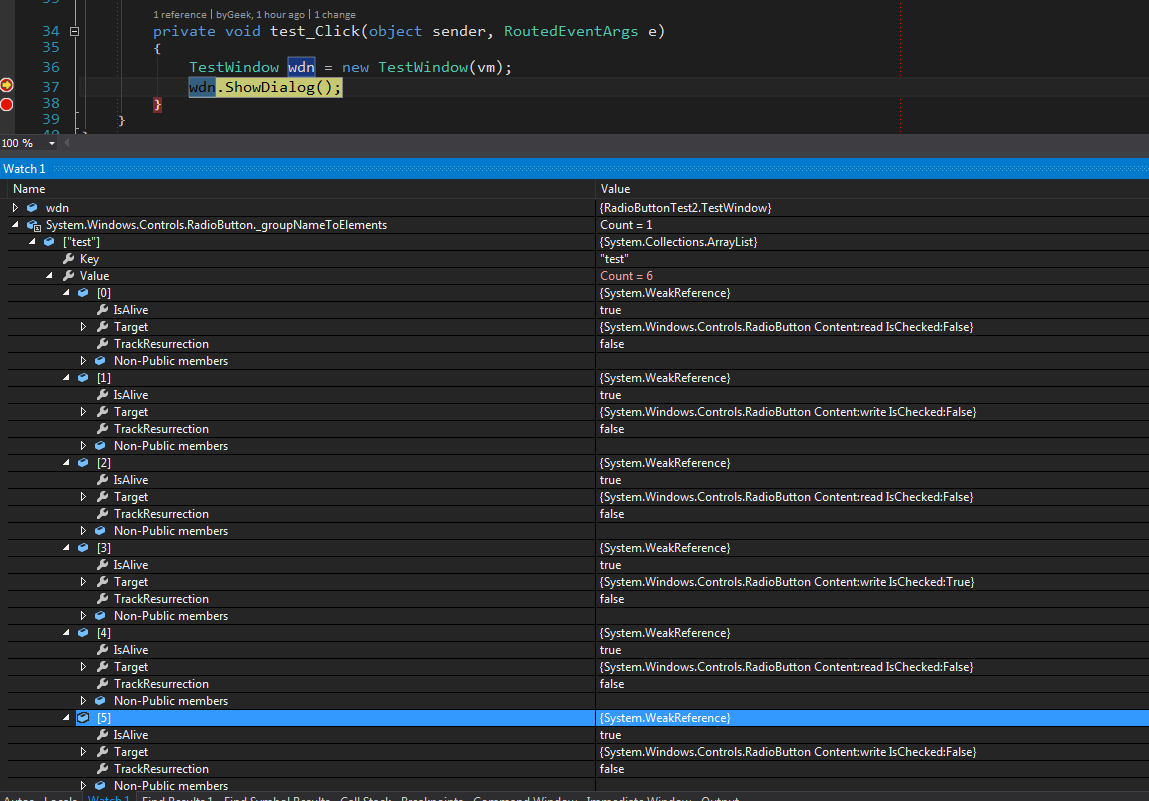 33
1 reference | byGeek, 1 hour ago | 1 change
34 private void test_Click(object sender, RoutedEventArgs e)
35 {
36 TestWindow wdn = new TestWindow(vm);
37 wdn.ShowDialog();
38 }
39 }
40
100 %
Watch 1
Name Value
wdn {RadioButtonTest2.TestWindow}
System.Windows.Controls.RadioButton._groupNameToElements Count = 1
["test"] {System.Collections.ArrayList}
Key "test"
Value Count = 6
[0] {System.WeakReference}
IsAlive true
Target {System.Windows.Controls.RadioButton Content:read IsChecked:False}
TrackResurrection false
Non-Public members
[1] {System.WeakReference}
IsAlive true
Target {System.Windows.Controls.RadioButton Content:write IsChecked:False}
TrackResurrection false
Non-Public members
[2] {System.WeakReference}
IsAlive true
Target {System.Windows.Controls.RadioButton Content:read IsChecked:False}
TrackResurrection false
Non-Public members
[3] {System.WeakReference}
IsAlive true
Target {System.Windows.Controls.RadioButton Content:write IsChecked:True}
TrackResurrection false
Non-Public members
[4] {System.WeakReference}
IsAlive true
Target {System.Windows.Controls.RadioButton Content:read IsChecked:False}
TrackResurrection false
Non-Public members
[5] {System.WeakReference}
IsAlive true
Target {System.Windows.Controls.RadioButton Content:write IsChecked:False}
TrackResurrection false
Non-Public members
Autos Locals Watch 1 Find Results 1 Find Symbol Results Call Stack Breakpoints Command Window Immediate Window Output